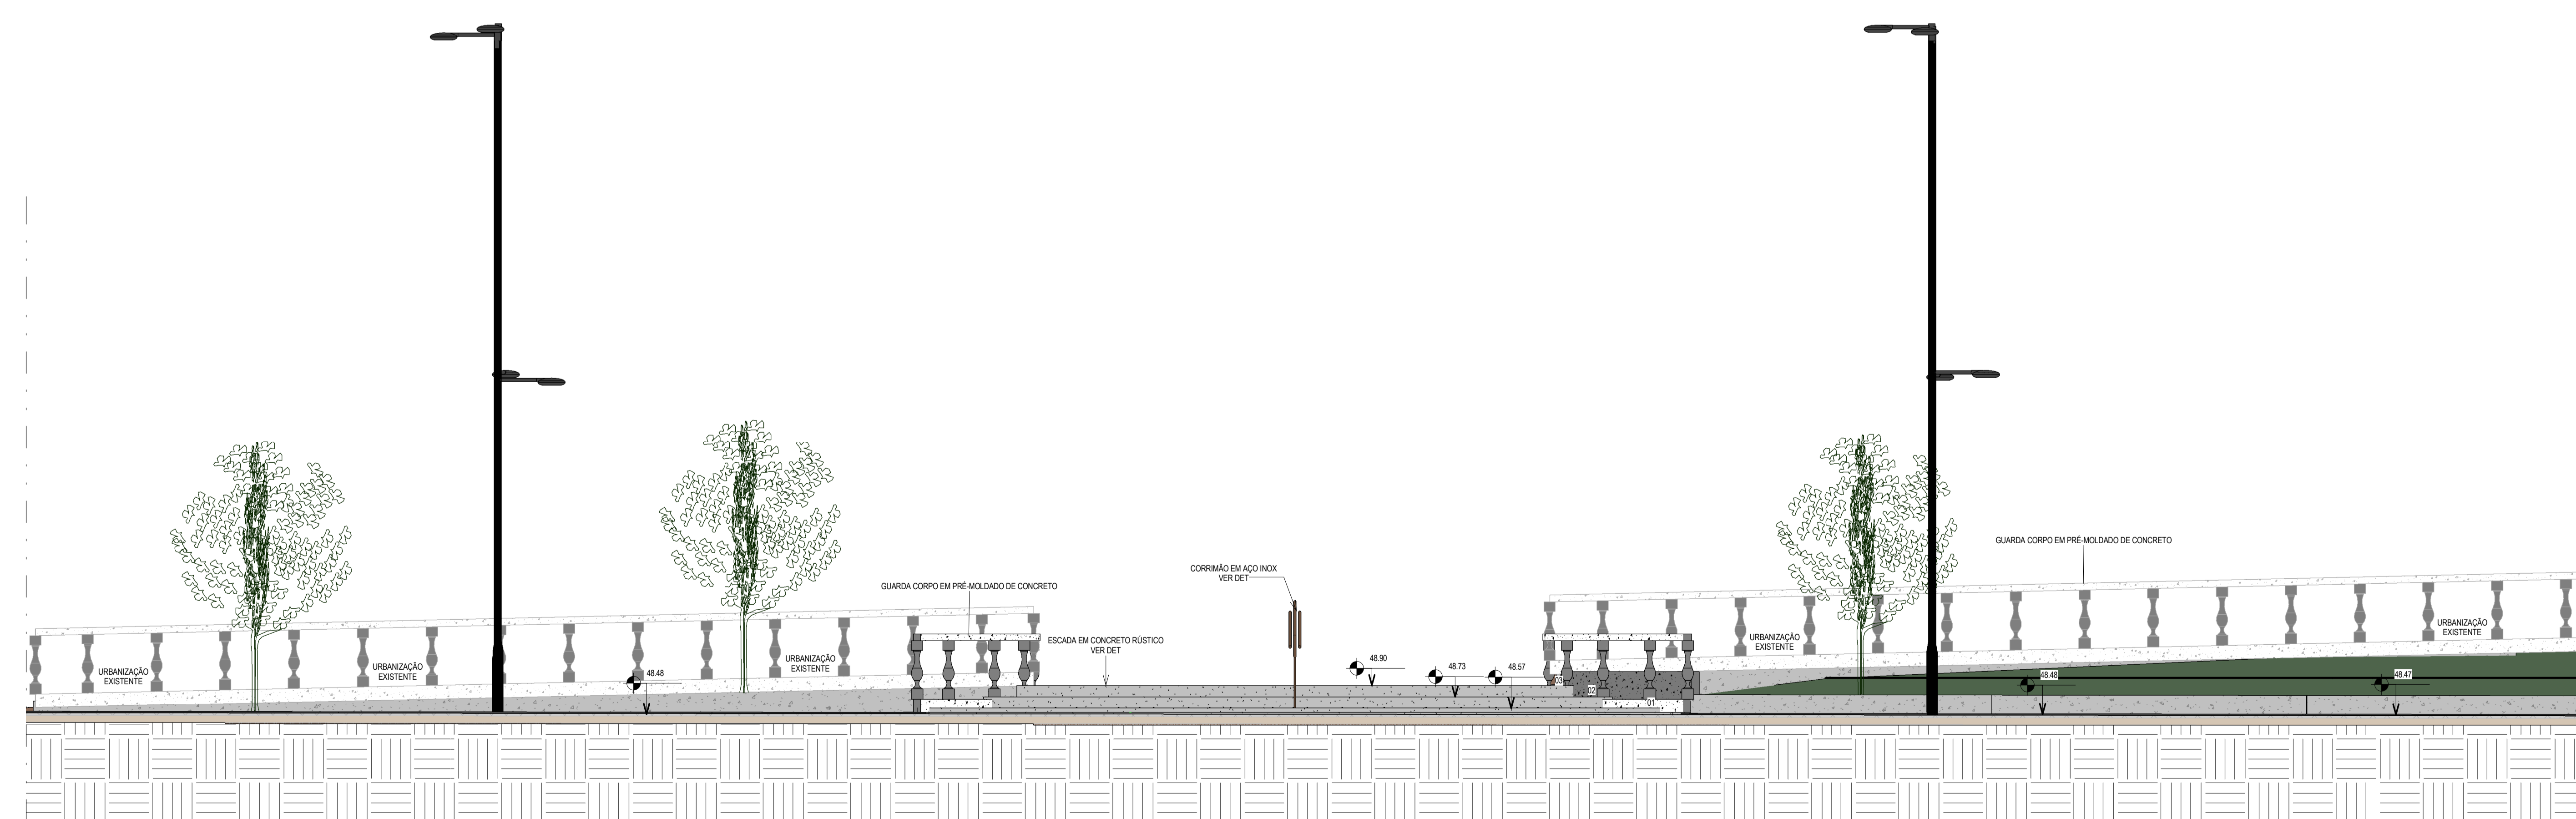 GUARDA CORPO EM PRÉ-MOLDADO DE CONCRETO
CORRIMÃO EM AÇO INOX
VER DET
GUARDA CORPO EM PRÉ-MOLDADO DE CONCRETO
ESCADA EM CONCRETO RÚSTICO
VER DET
URBANIZAÇÃO
EXISTENTE
URBANIZAÇÃO
EXISTENTE
URBANIZAÇÃO
EXISTENTE
URBANIZAÇÃO
EXISTENTE
URBANIZAÇÃO
EXISTENTE
48.48
48.90
48.73
48.57
03
02
01
48.48
48.47